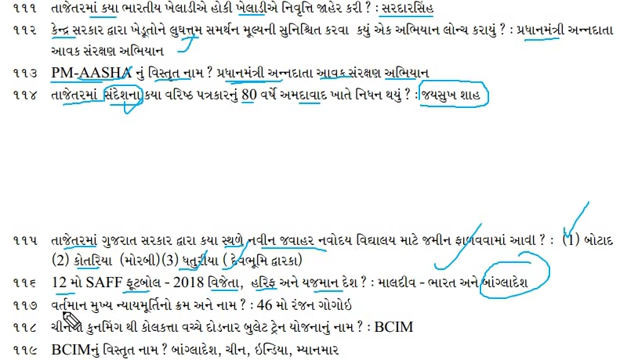 ૧૧૧ તાજેતરમાં કયા ભારતીય ખેલાડીએ હોકી ખેલાડીએ નિવૃત્તિ જાહેર કરી ? : સરદારસિંહ
૧૧૨ કેન્દ્ર સરકાર દ્વારા ખેડૂતોને લુઘત્તમ સમર્થન મૂલ્યની સુનિશ્ચિત કરવા કયું એક અભિયાન લોન્ચ કરાયું ? : પ્રધાનમંત્રી અન્નદાતા
આવક સંરક્ષણ અભિયાન
૧૧૩ PM-AASHA નું વિસ્તૃત નામ ? પ્રધાનમંત્રી અન્નદાતા આવક સંરક્ષણ અભિયાન
૧૧૪ તાજેતરમાં સંદેશના કયા વરિષ્ઠ પત્રકારનું 80 વર્ષે અમદાવાદ ખાતે નિધન થયું ? : જયસુખ શાહ
૧૧૫ તાજેતરમાં ગુજરાત સરકાર દ્વારા કયા સ્થળે નવીન જવાહર નવોદય વિદ્યાલય માટે જમીન ફાળવવામાં આવી ? : (1) બોટાદ
(2) કોતરિયા (મોરબી)(3) ધતુરીયા (દેવભૂમિ દ્વારકા)
૧૧૬ 12 મો SAFF ફૂટબોલ - 2018 વિજેતા, હરિફ અને યજમાન દેશ? : માલદીવ - ભારત અને બાંગ્લાદેશ
૧૧૭ વર્તમાન મુખ્ય ન્યાયમૂર્તિનો ક્રમ અને નામ ? : 46 મો રંજન ગોગોઇ
૧૧૮ ચીનના કુનમિંગ થી કોલકત્તા વચ્ચે દોડનાર બુલેટ ટ્રેન યોજનાનું નામ ? : BCIM
૧૧૯ BCIMનું વિસ્તૃત નામ ? બાંગ્લાદેશ, ચીન, ઇન્ડિયા, મ્યાનમાર